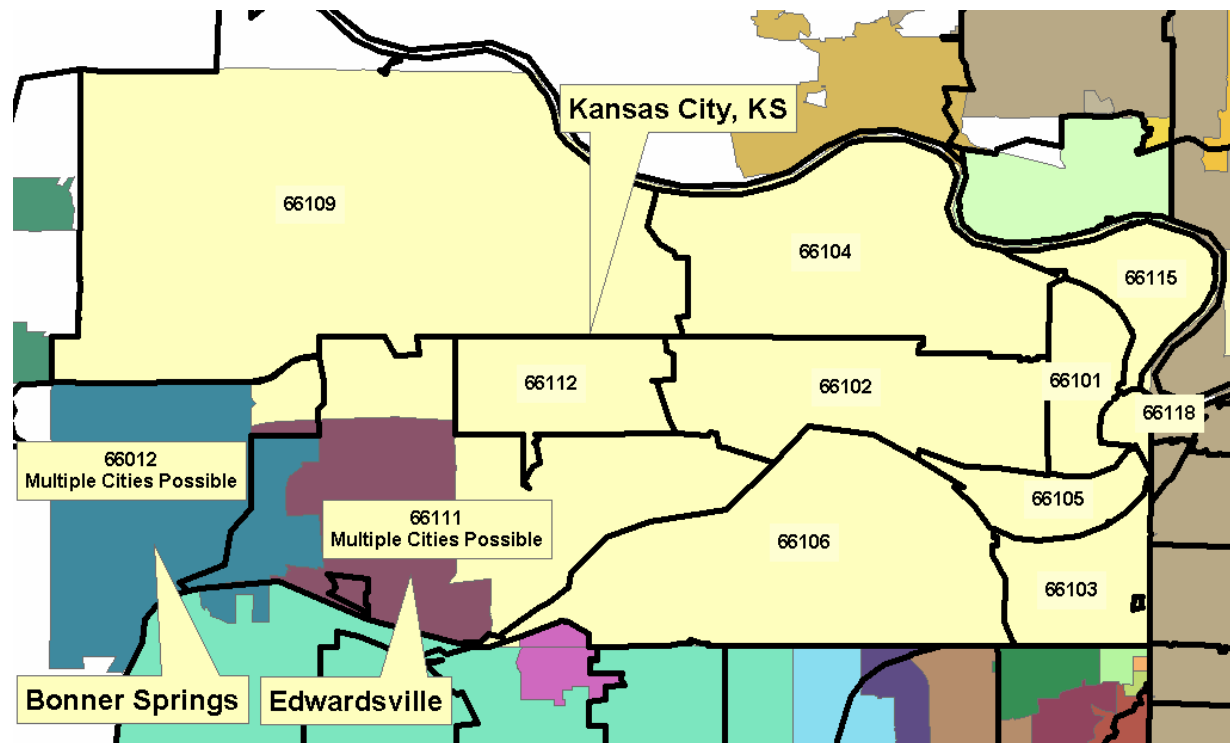 Kansas City, KS
66109
66104
66115
66112
66102
66101
66118
66012
Multiple Cities Possible
66111
Multiple Cities Possible
66105
66106
66103
Bonner Springs
Edwardsville